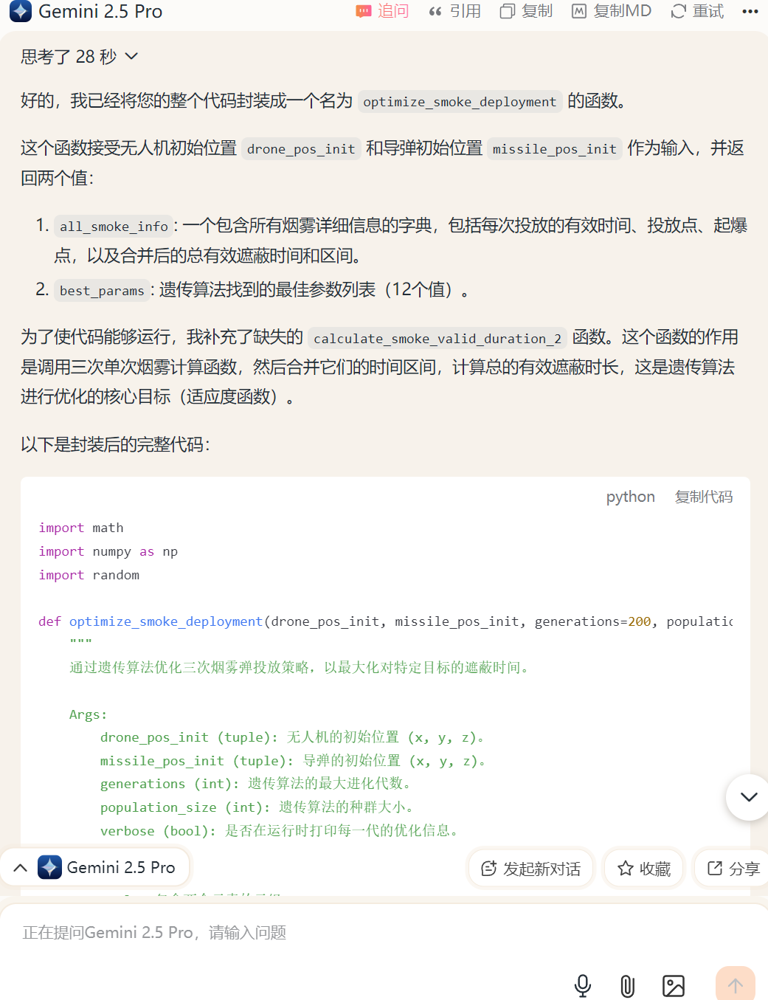 Gemini 2.5 Pro 追问 引用 复制 复制MD 重试
思考了 28 秒
好的，我已经将您的整个代码封装成一个名为 optimize_smoke_deployment 的函数。
这个函数接受无人机初始位置 drone_pos_init 和导弹初始位置 missile_pos_init 作为输入，并返
回两个值：
1. all_smoke_info: 一个包含所有烟雾详细信息的字典，包括每次投放的有效时间、投放点、起爆
点，以及合并后的总有效遮蔽时间和区间。
2. best_params: 遗传算法找到的最佳参数列表（12个值）。
为了使代码能够运行，我补充了缺失的 calculate_smoke_valid_duration_2 函数。这个函数的作用
是调用三次单次烟雾计算函数，然后合并它们的时间区间，计算总的有效遮蔽时长，这是遗传算法
进行优化的核心目标（适应度函数）。
以下是封装后的完整代码：
python 复制代码
import math
import numpy as np
import random
def optimize_smoke_deployment(drone_pos_init, missile_pos_init, generations=200, populatio
"""
通过遗传算法优化三次烟雾弹投放策略，以最大化对特定目标的遮蔽时间。
Args:
drone_pos_init (tuple): 无人机的初始位置 (x, y, z)。
missile_pos_init (tuple): 导弹的初始位置 (x, y, z)。
generations (int): 遗传算法的最大进化代数。
population_size (int): 遗传算法的种群大小。
verbose (bool): 是否在运行时打印每一代的优化信息。
Gemini 2.5 Pro 发起新对话 收藏 分享
正在提问Gemini 2.5 Pro，请输入问题